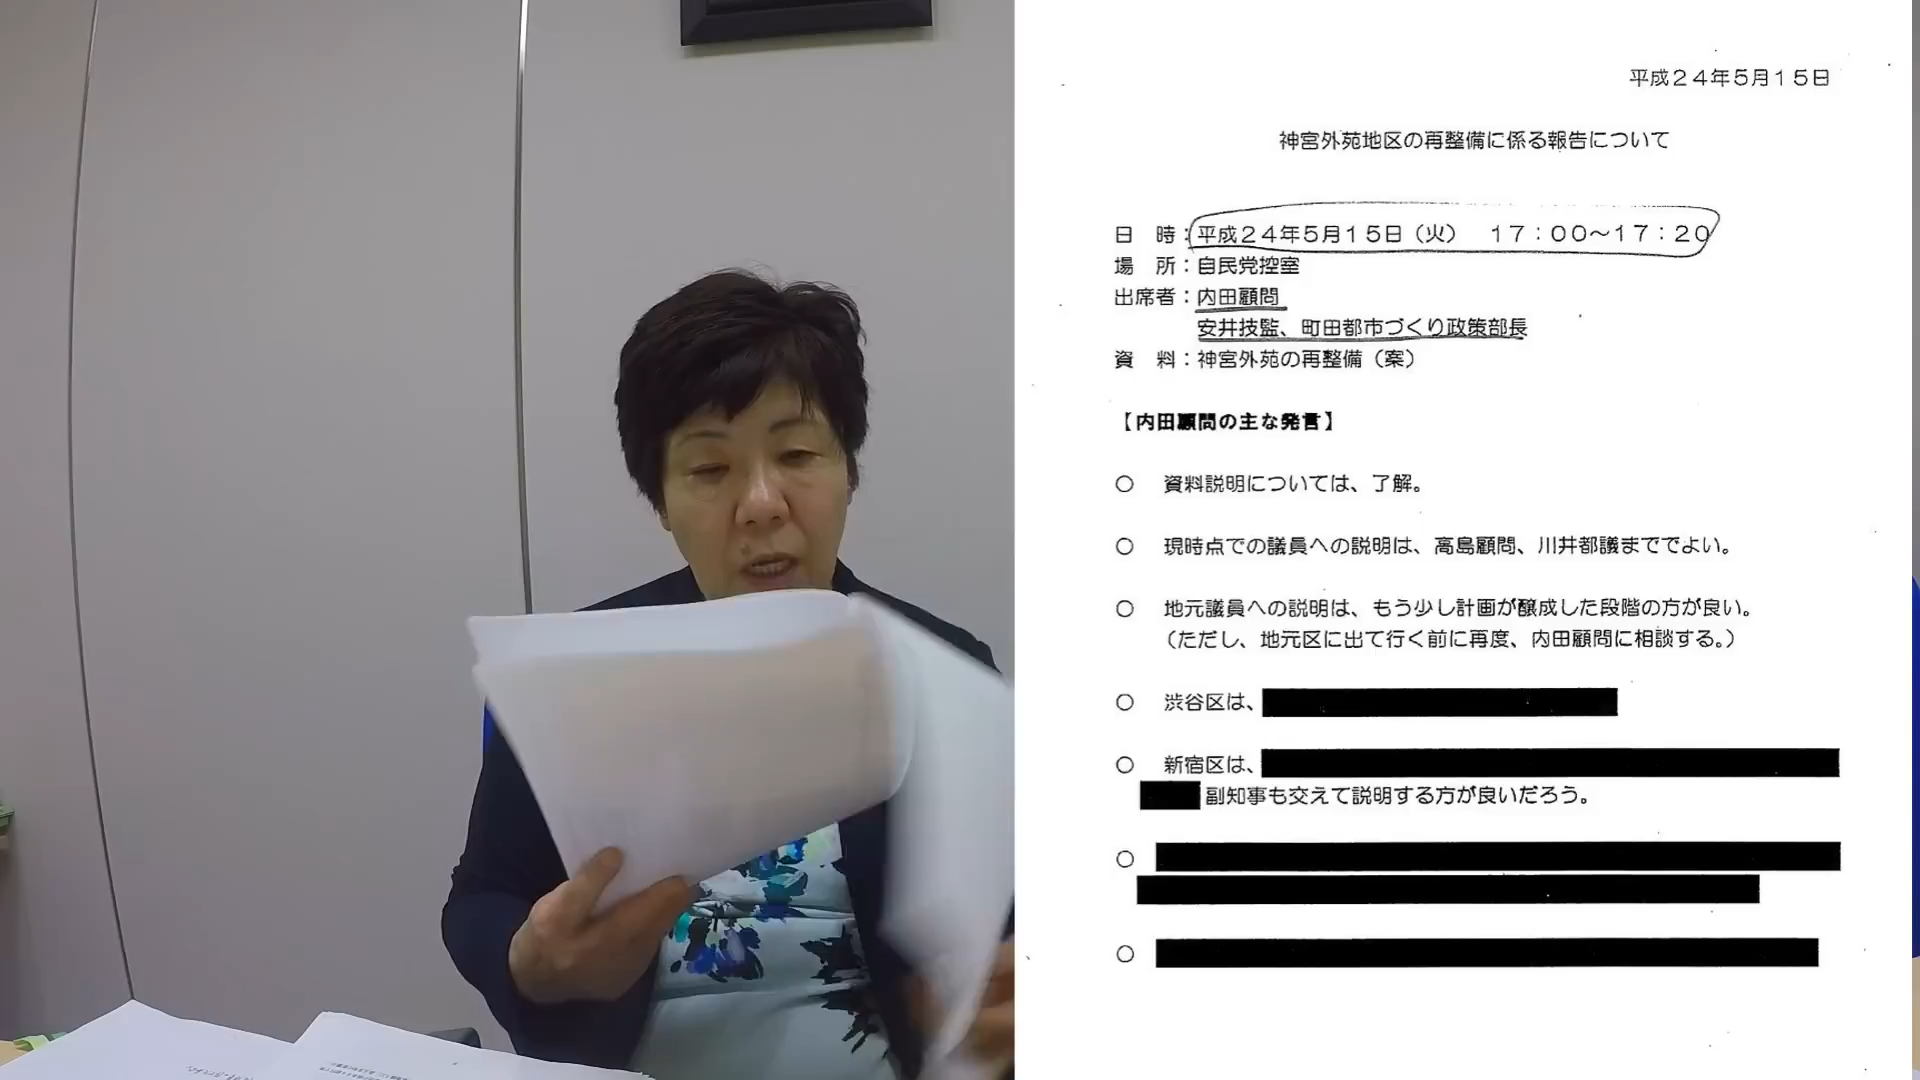 平成24年5月15日
神宮外苑地区の再整備に係る報告について
日　時：平成24年5月15日（火）　17：00～17：20
場　所：自民党控室
出席者：内田顧問
安井技監、町田都市づくり政策部長
資　料：神宮外苑の再整備（案）
【内田顧問の主な発言】
○　資料説明については、了解。
○　現時点での議員への説明は、高島顧問、川井都議まででよい。
○　地元議員への説明は、もう少し計画が醸成した段階の方が良い。
（ただし、地元区に出て行く前に再度、内田顧問に相談する。）
○　渋谷区は、
○　新宿区は、
副知事も交えて説明する方が良いだろう。
○
○